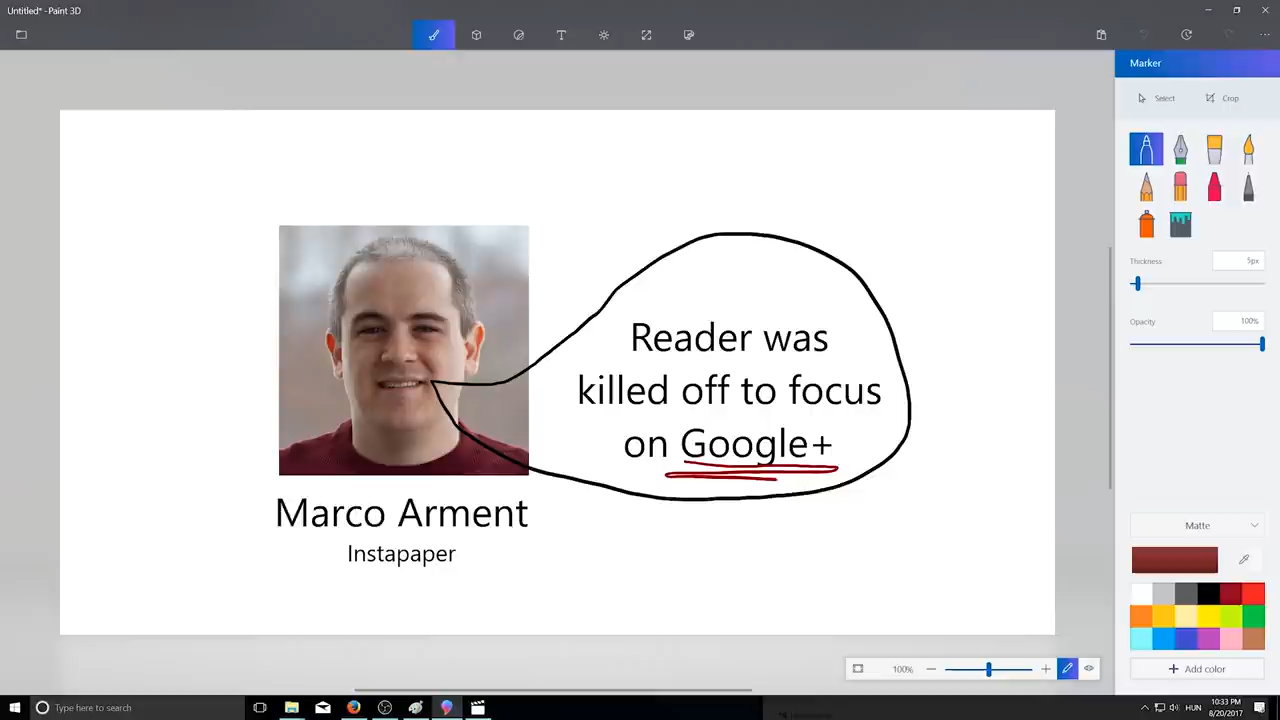 Untitled* - Paint 3D
Marker
Select
Crop
Thickness
5px
Opacity
100%
Reader was
killed off to focus
on Google+
Marco Arment
Instapaper
Matte
Add color
100%
Type here to search
HUN
10:33 PM
8/20/2017